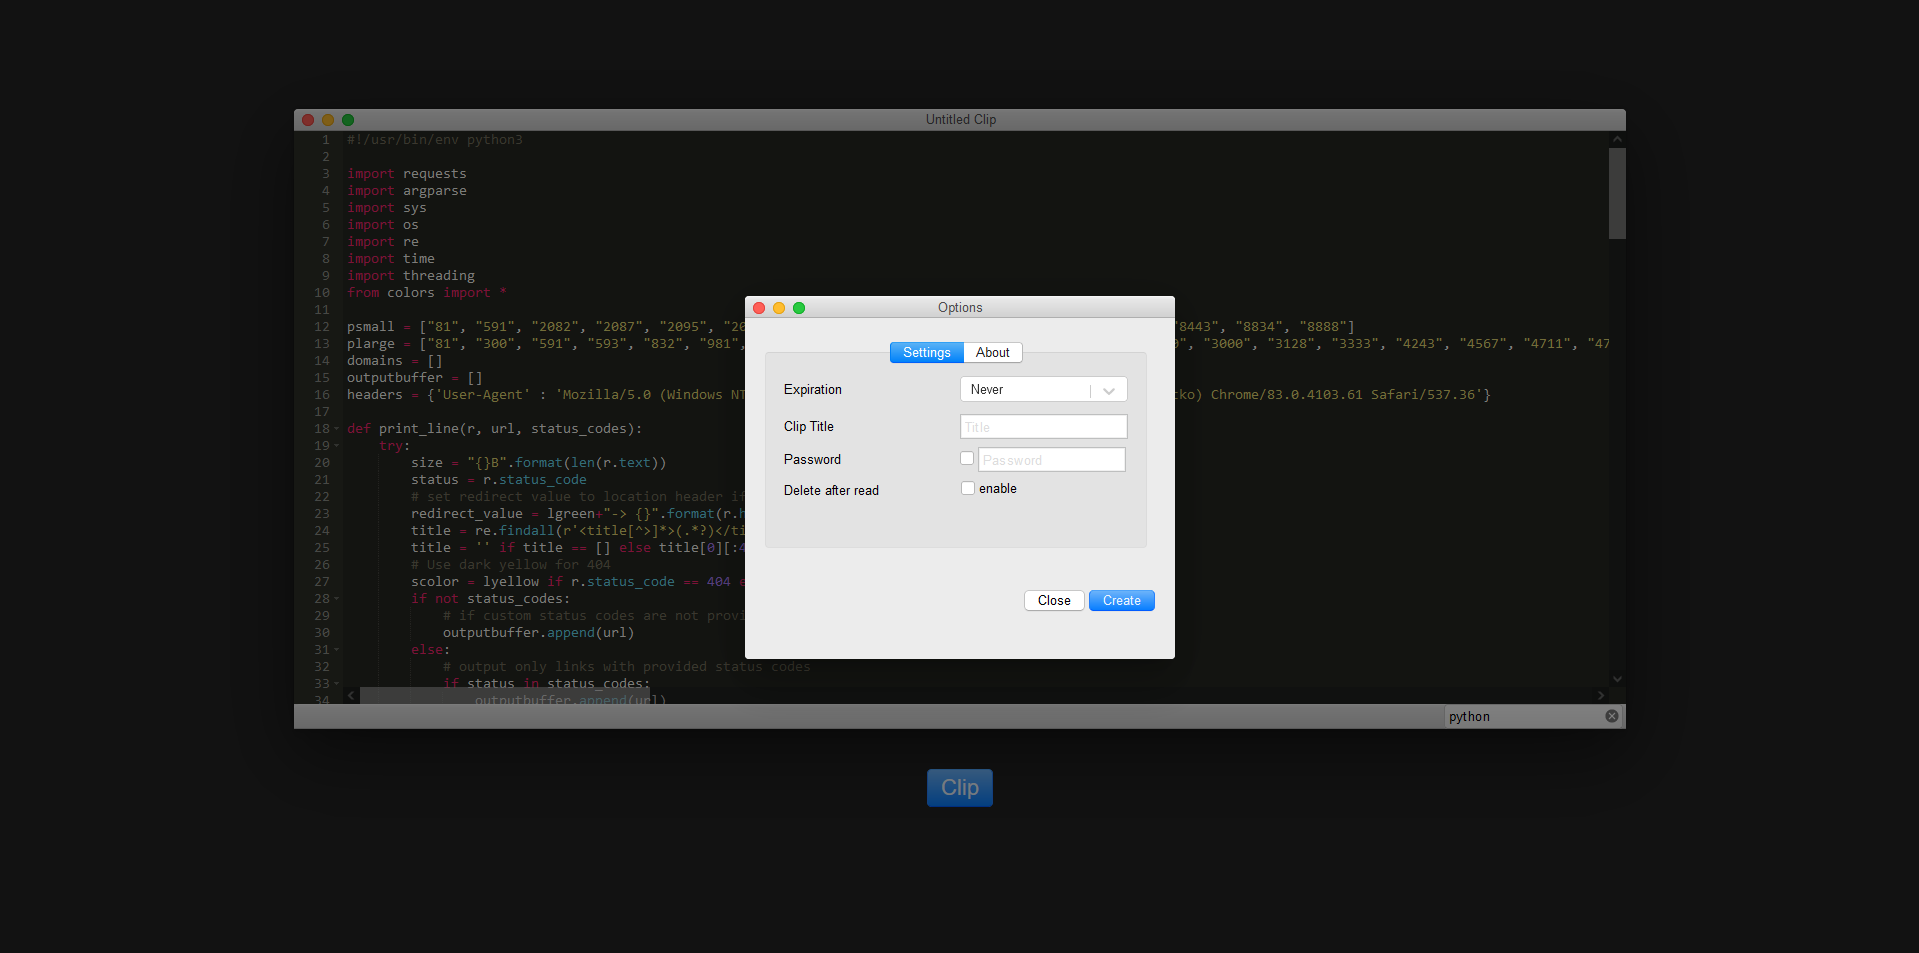 Untitled Clip
1 #!/usr/bin/env python3
2
3 import requests
4 import argparse
5 import sys
6 import os
7 import re
8 import time
9 import threading
10 from colors import *
11
12 psmall = ["81", "591", "2082", "2087", "2095", "20 8443", "8834", "8888"]
13 plarge = ["81", "300", "591", "593", "832", "981", ", "3000", "3128", "3333", "4243", "4567", "4711", "47
14 domains = []
15 outputbuffer = []
16 headers = {'User-Agent' : 'Mozilla/5.0 (Windows NT ko) Chrome/83.0.4103.61 Safari/537.36'}
17
18 def print_line(r, url, status_codes):
19 try:
20 size = "{}B".format(len(r.text))
21 status = r.status_code
22 # set redirect value to location header if
23 redirect_value = lgreen+"-> {}".format(r.h
24 title = re.findall(r'<title[^>]*>(.*?)</ti
25 title = '' if title == [] else title[0][:4
26 # Use dark yellow for 404
27 scolor = lyellow if r.status_code == 404 e
28 if not status_codes:
29 # if custom status codes are not provi
30 outputbuffer.append(url)
31 else:
32 # output only links with provided status codes
33 if status in status_codes:
34 outputbuffer.append(url)
python
Options
Settings About
Expiration Never
Clip Title Title
Password Password
Delete after read enable
Close Create
Clip